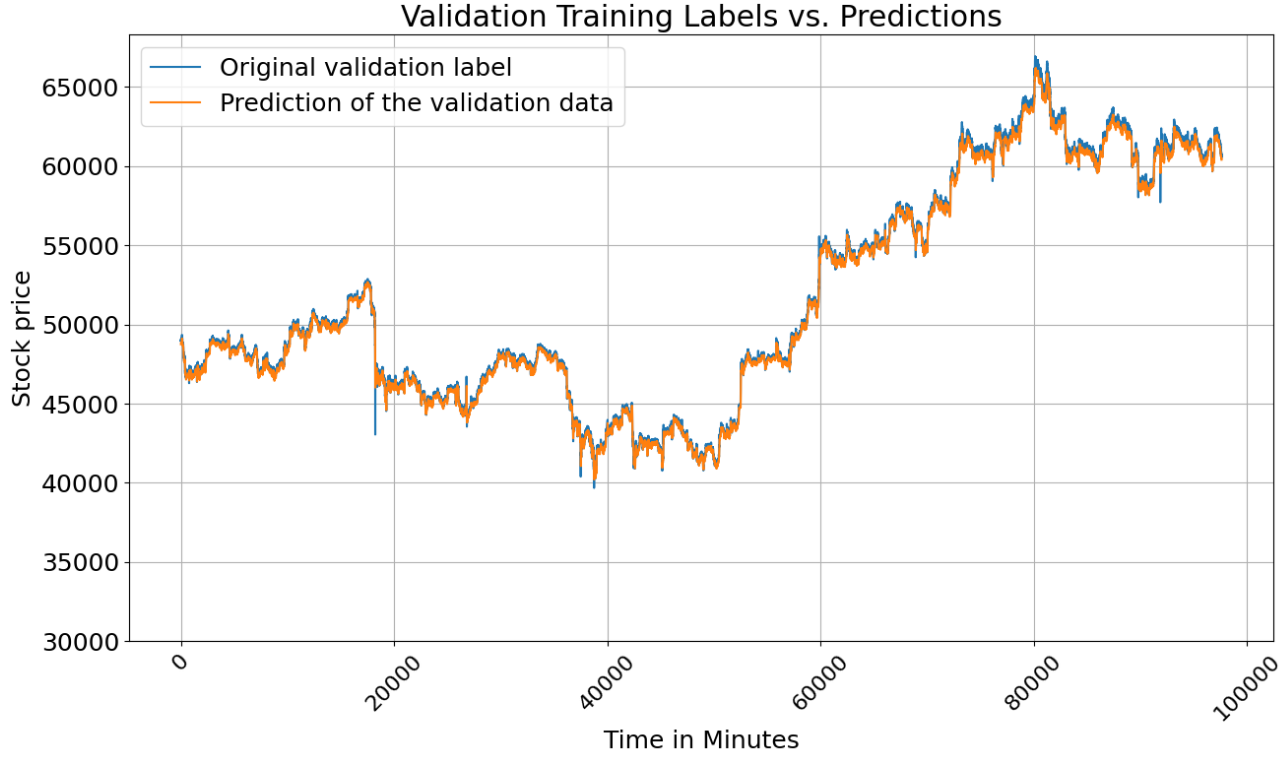 Validation Training Labels vs. Predictions
Original validation label
Prediction of the validation data
Stock price
65000
60000
55000
50000
45000
40000
35000
30000
0
20000
40000
60000
80000
100000
Time in Minutes